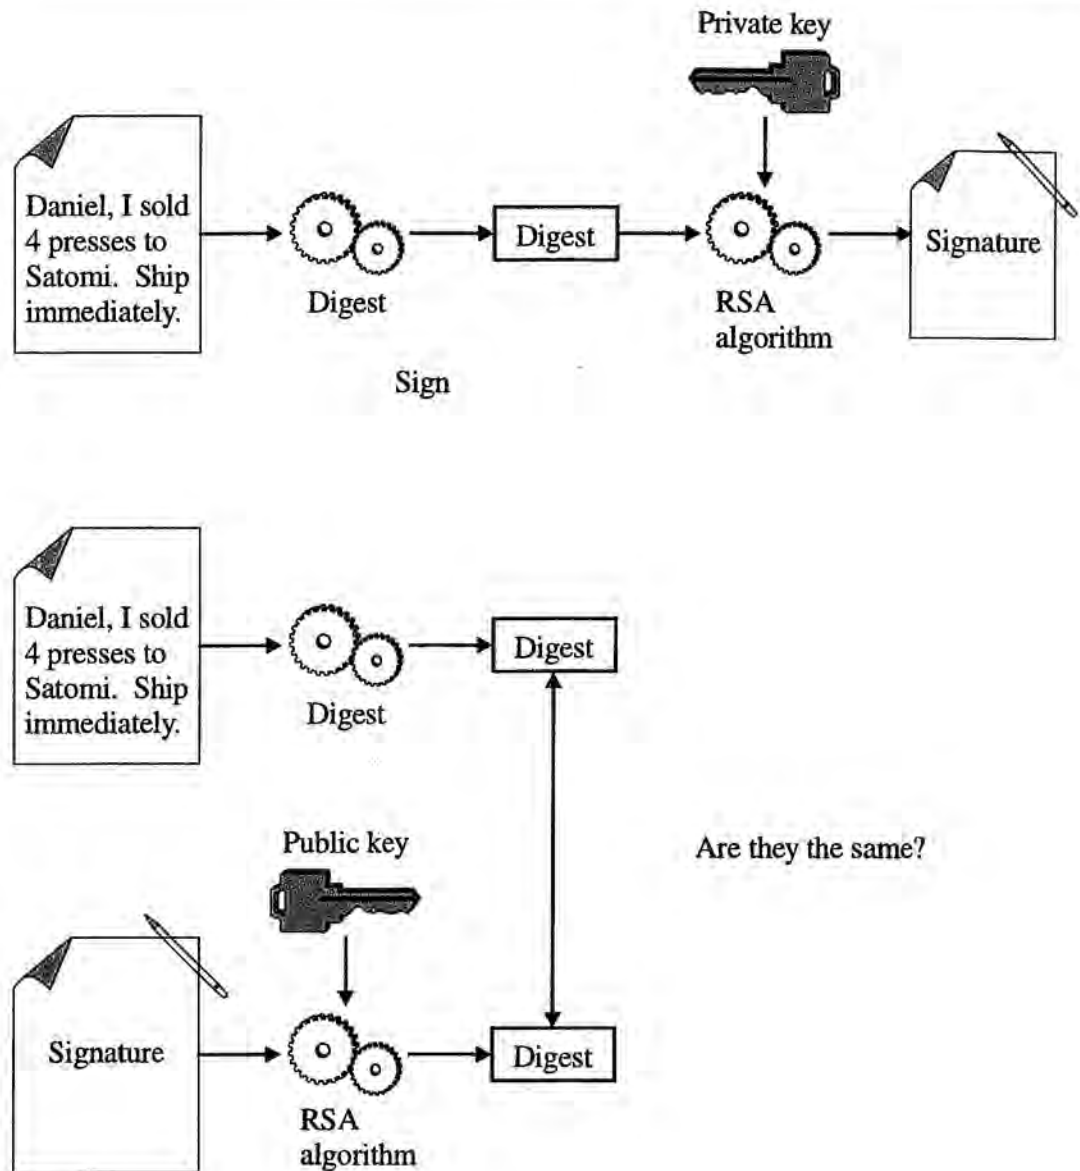 Private key
Daniel, I sold
4 presses to
Satomi. Ship
immediately.
Digest
Digest
RSA
algorithm
Signature
Sign
Daniel, I sold
4 presses to
Satomi. Ship
immediately.
Digest
Digest
Are they the same?
Public key
Signature
RSA
algorithm
Digest